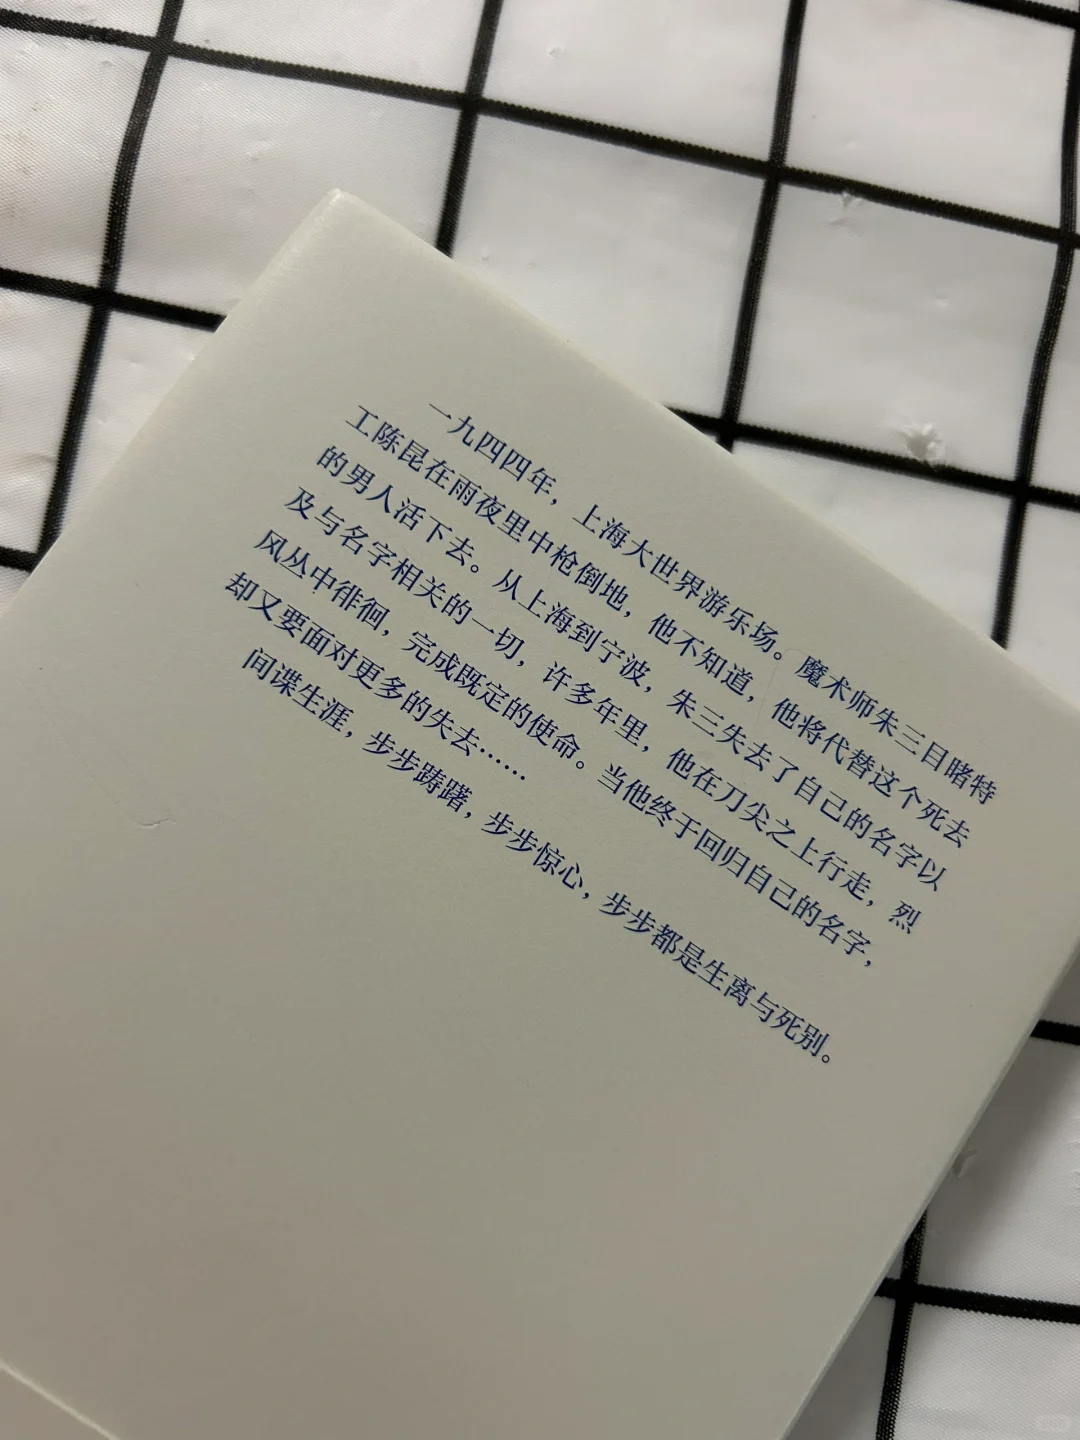 一九四四年，上海大世界游乐场。魔术师朱三目睹特
工陈昆在雨夜里中枪倒地，他不知道，他将代替这个死去
的男人活下去。从上海到宁波，朱三失去了自己的名字以
及与名字相关的一切，许多年里，他在刀尖之上行走，烈
风丛中徘徊，完成既定的使命。当他终于回归自己的名字，
却又要面对更多的失去……
间谍生涯，步步踌躇，步步惊心，步步都是生离与死别。